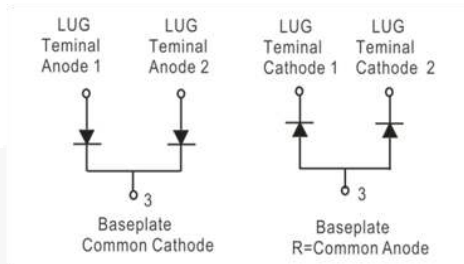 LUG
Teminal
Anode 1
LUG
Teminal
Anode 2
3
Baseplate
Common Cathode
LUG
Teminal
Cathode 1
LUG
Teminal
Cathode 2
3
Baseplate
R=Common Anode